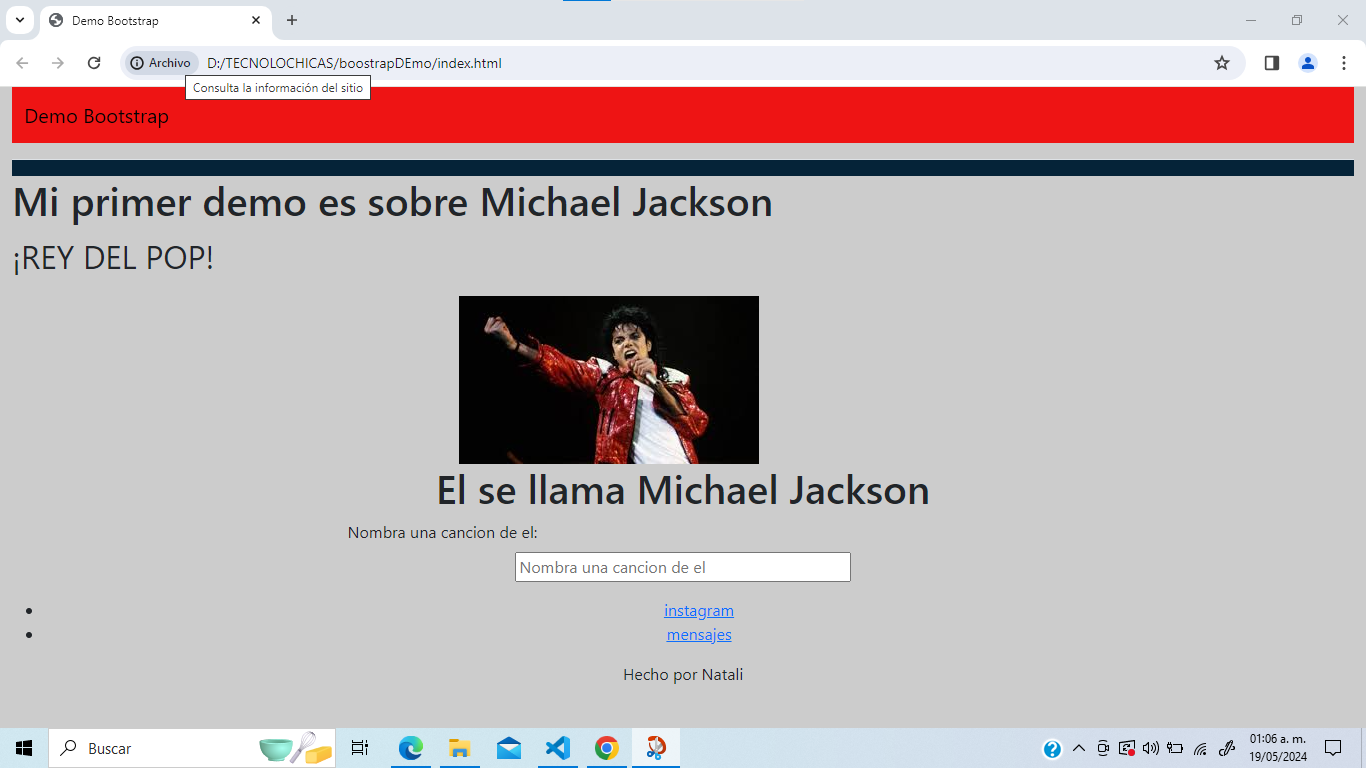 Demo Bootstrap
Archivo D:/TECNOLOCHICAS/boostrapDEmo/index.html
Consulta la información del sitio
Demo Bootstrap
Mi primer demo es sobre Michael Jackson
¡REY DEL POP!
El se llama Michael Jackson
Nombra una cancion de el:
Nombra una cancion de el
instagram
mensajes
Hecho por Natali
Buscar
01:06 a. m.
19/05/2024